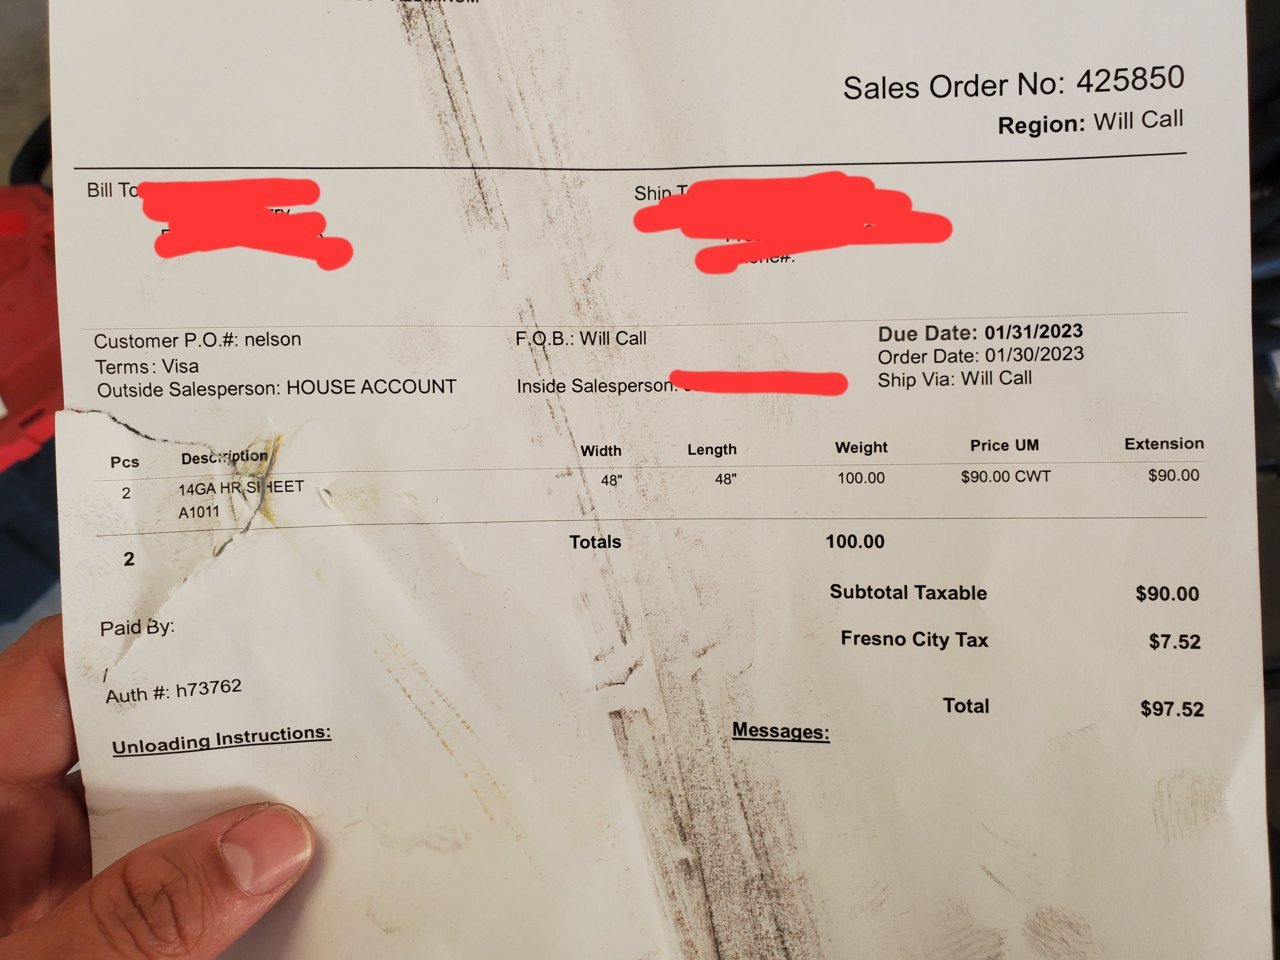 Sales Order No: 425850
Region: Will Call
Bill To
Ship T
Customer P.O.#: nelson
F.O.B.: Will Call
Due Date: 01/31/2023
Terms: Visa
Order Date: 01/30/2023
Outside Salesperson: HOUSE ACCOUNT
Inside Salesperson:
Ship Via: Will Call
Pcs Description Width Length Weight Price UM Extension
2 14GA HR SHEET 48" 48" 100.00 $90.00 CWT $90.00
A1011
2 Totals 100.00
Subtotal Taxable $90.00
Paid By:
Fresno City Tax $7.52
Auth #: h73762
Total $97.52
Unloading Instructions:
Messages: